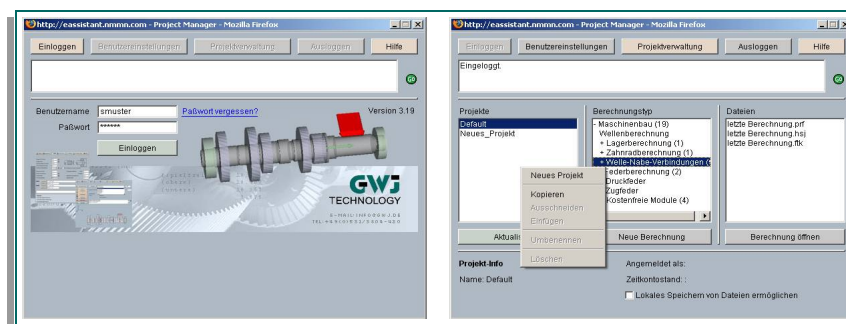 http://eassistant.nmmn.com - Project Manager - Mozilla Firefox
Einloggen Benutzereinstellungen Projektverwaltung Ausloggen Hilfe
GO
Benutzername smuster Paßwort vergessen? Version 3.19
Paßwort ******
Einloggen
GWJ
TECHNOLOGY
http://eassistant.nmmn.com - Project Manager - Mozilla Firefox
Einloggen Benutzereinstellungen Projektverwaltung Ausloggen Hilfe
Eingeloggt.
GO
Projekte
Default
Neues_Projekt
Berechnungstyp
- Maschinenbau (19)
Wellenberechnung
+ Lagerberechnung (1)
+ Zahnradberechnung (1)
+ Welle-Nabe-Verbindungen (
Federberechnung (2)
Druckfeder
Zugfeder
Kostenfreie Module (4)
Dateien
letzte Berechnung.prf
letzte Berechnung.hsj
letzte Berechnung.ftk
Neues Projekt
Kopieren
Ausschneiden
Einfügen
Umbenennen
Löschen
Aktuali Neue Berechnung Berechnung öffnen
Projekt-Info Angemeldet als:
Name: Default Zeitkontostand: :
Lokales Speichern von Dateien ermöglichen